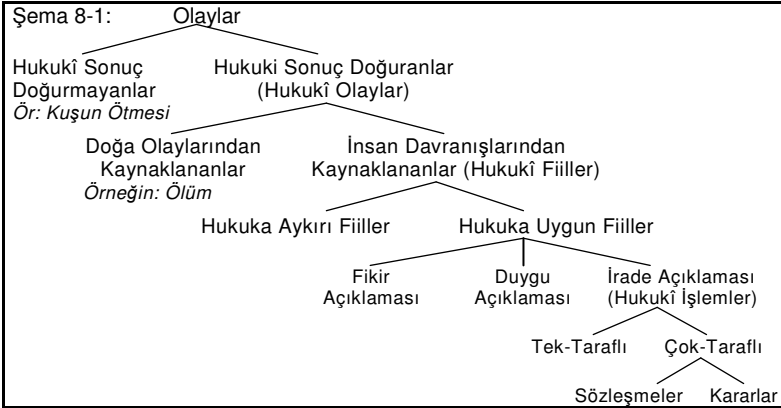 Şema 8-1: Olaylar
Hukukî Sonuç
Doğurmayanlar
Ör: Kuşun Ötmesi
Hukuki Sonuç Doğuranlar
(Hukukî Olaylar)
Doğa Olaylarından
Kaynaklananlar
Örneğin: Ölüm
İnsan Davranışlarından
Kaynaklananlar (Hukukî Fiiller)
Hukuka Aykırı Fiiller
Hukuka Uygun Fiiller
Fikir
Açıklaması
Duygu
Açıklaması
İrade Açıklaması
(Hukukî İşlemler)
Tek-Taraflı
Çok-Taraflı
Sözleşmeler
Kararlar